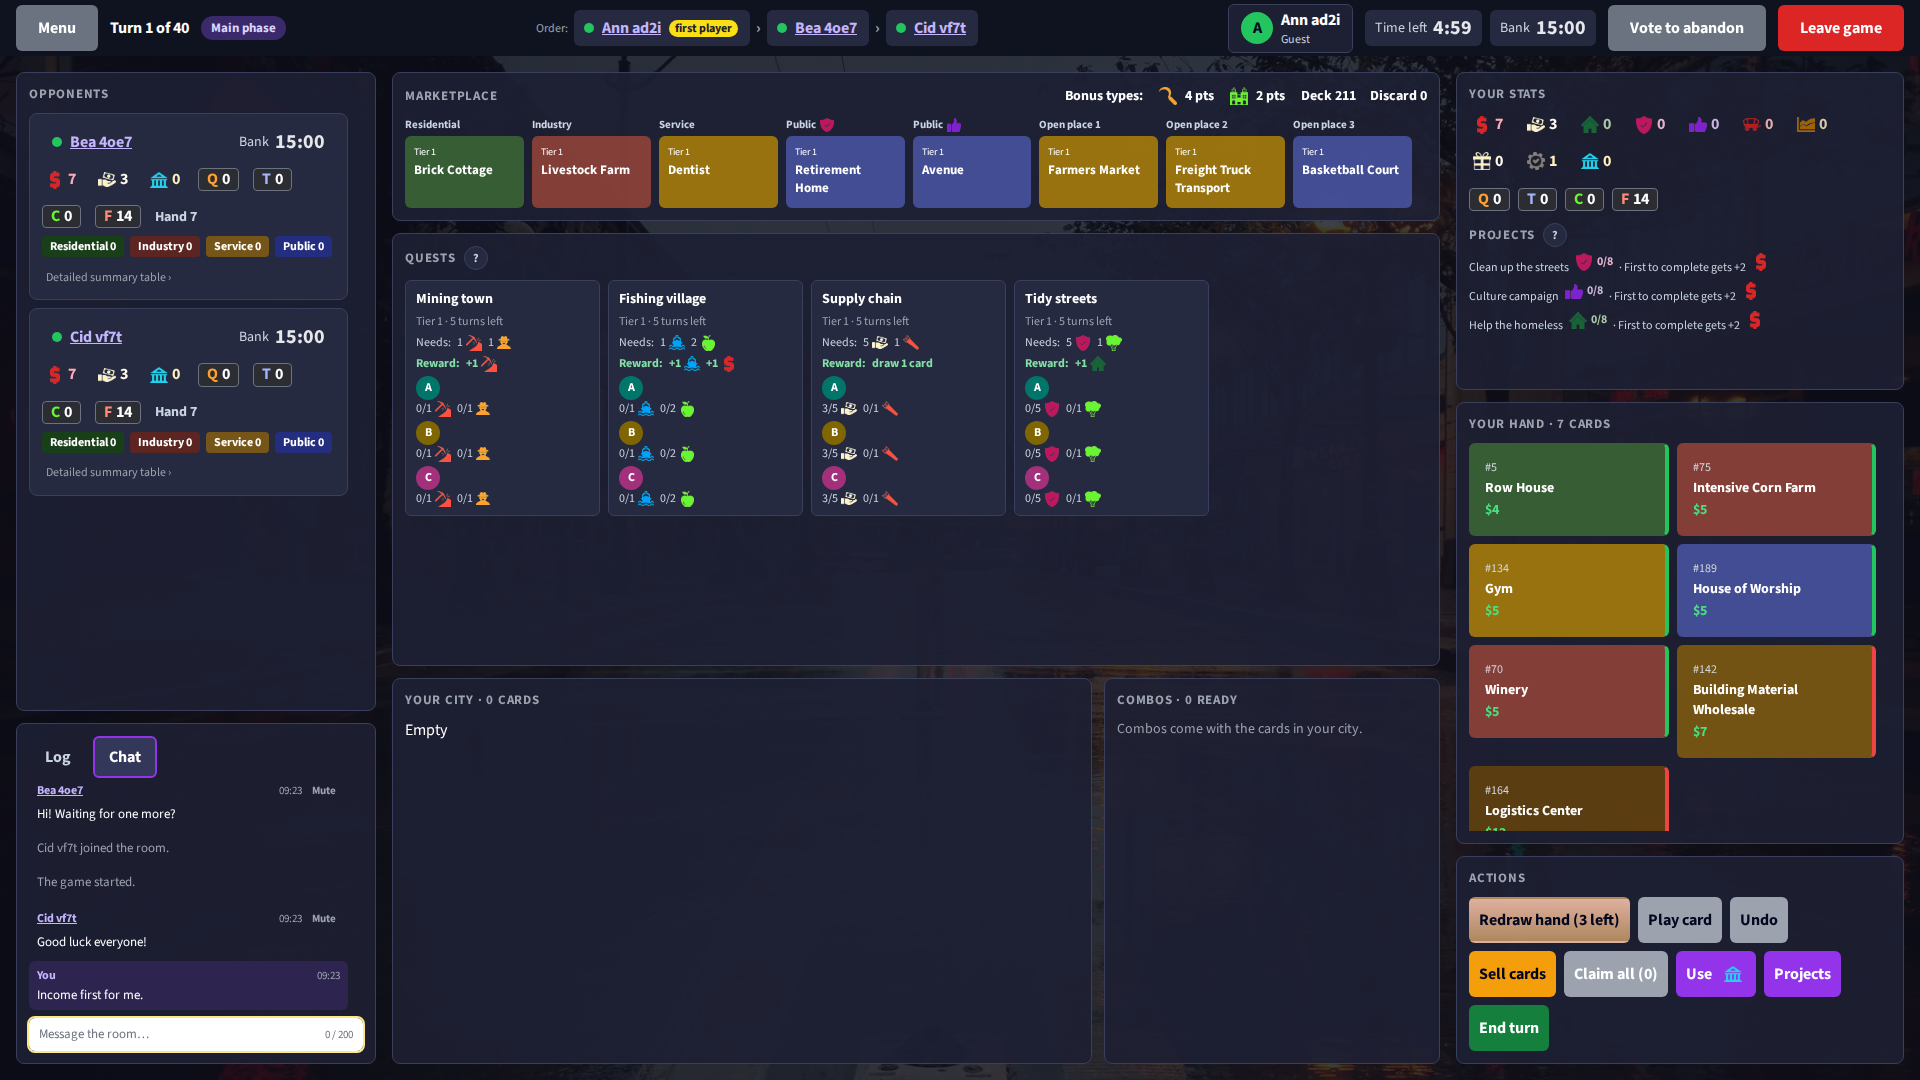 Menu
Turn 1 of 40
Main phase
Order:
Ann ad2i first player › Bea 4oe7 › Cid vf7t
A
Ann ad2i
Guest
Time left 4:59
Bank 15:00
Vote to abandon
Leave game
OPPONENTS
Bea 4oe7
Bank 15:00
7 3 0 Q 0 T 0
C 0 F 14 Hand 7
Residential 0 Industry 0 Service 0 Public 0
Detailed summary table ›
Cid vf7t
Bank 15:00
7 3 0 Q 0 T 0
C 0 F 14 Hand 7
Residential 0 Industry 0 Service 0 Public 0
Detailed summary table ›
Log
Chat
Bea 4oe7 09:23 Mute
Hi! Waiting for one more?
Cid vf7t joined the room.
The game started.
Cid vf7t 09:23 Mute
Good luck everyone!
You 09:23
Income first for me.
Message the room… 0 / 200
MARKETPLACE
Bonus types: 4 pts 2 pts Deck 211 Discard 0
Residential
Tier 1
Brick Cottage
Industry
Tier 1
Livestock Farm
Service
Tier 1
Dentist
Public
Tier 1
Retirement
Home
Public
Tier 1
Avenue
Open place 1
Tier 1
Farmers Market
Open place 2
Tier 1
Freight Truck
Transport
Open place 3
Tier 1
Basketball Court
QUESTS ?
Mining town
Tier 1 · 5 turns left
Needs: 1 1
Reward: +1
A
0/1 0/1
B
0/1 0/1
C
0/1 0/1
Fishing village
Tier 1 · 5 turns left
Needs: 1 2
Reward: +1 +1
A
0/1 0/2
B
0/1 0/2
C
0/1 0/2
Supply chain
Tier 1 · 5 turns left
Needs: 5 1
Reward: draw 1 card
A
3/5 0/1
B
3/5 0/1
C
3/5 0/1
Tidy streets
Tier 1 · 5 turns left
Needs: 5 1
Reward: +1
A
0/5 0/1
B
0/5 0/1
C
0/5 0/1
YOUR CITY · 0 CARDS
Empty
COMBOS · 0 READY
Combos come with the cards in your city.
YOUR STATS
7 3 0 0 0 0 0
0 1 0
Q 0 T 0 C 0 F 14
PROJECTS ?
Clean up the streets 0/8 · First to complete gets +2
Culture campaign 0/8 · First to complete gets +2
Help the homeless 0/8 · First to complete gets +2
YOUR HAND · 7 CARDS
#5
Row House
$4
#75
Intensive Corn Farm
$5
#134
Gym
$5
#189
House of Worship
$5
#70
Winery
$5
#142
Building Material
Wholesale
$7
#164
Logistics Center
ACTIONS
Redraw hand (3 left)
Play card
Undo
Sell cards
Claim all (0)
Use
Projects
End turn